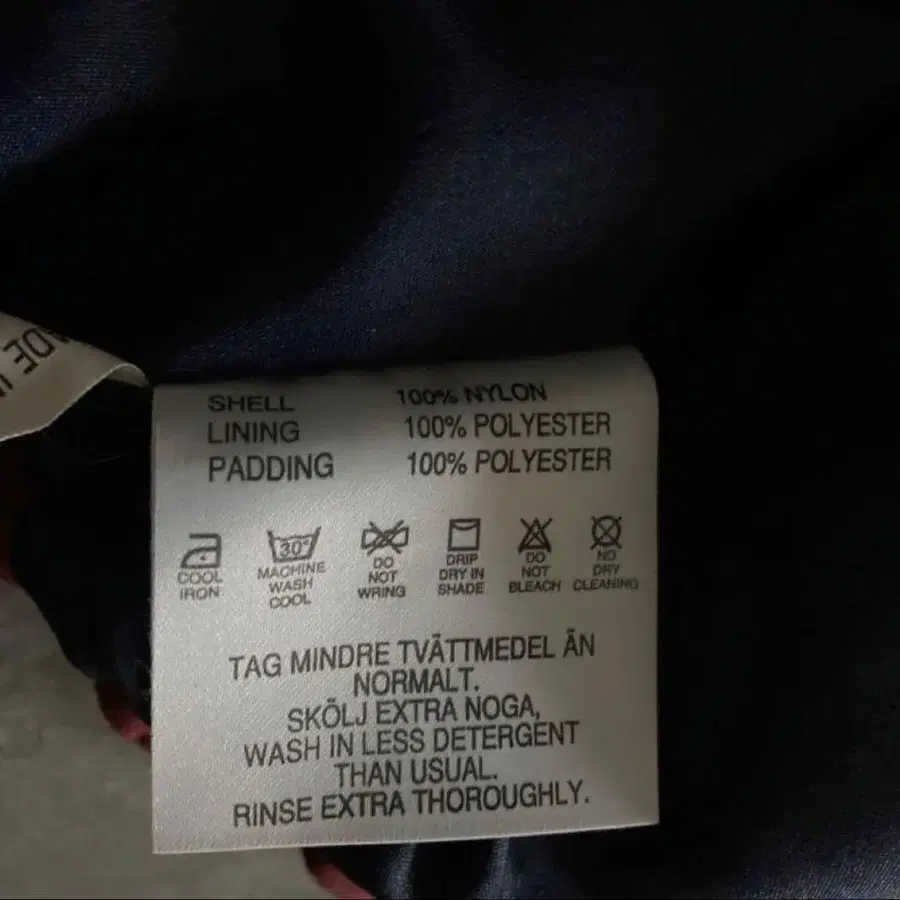 SHELL 100% NYLON
LINING 100% POLYESTER
PADDING 100% POLYESTER
COOL
IRON
30°
MACHINE
WASH
COOL
DO
NOT
WRING
DRIP
DRY IN
SHADE
DO
NOT
BLEACH
NO
DRY
CLEANING
TAG MINDRE TVÄTTMEDEL ÄN
NORMALT.
SKÖLJ EXTRA NOGA,
WASH IN LESS DETERGENT
THAN USUAL.
RINSE EXTRA THOROUGHLY.